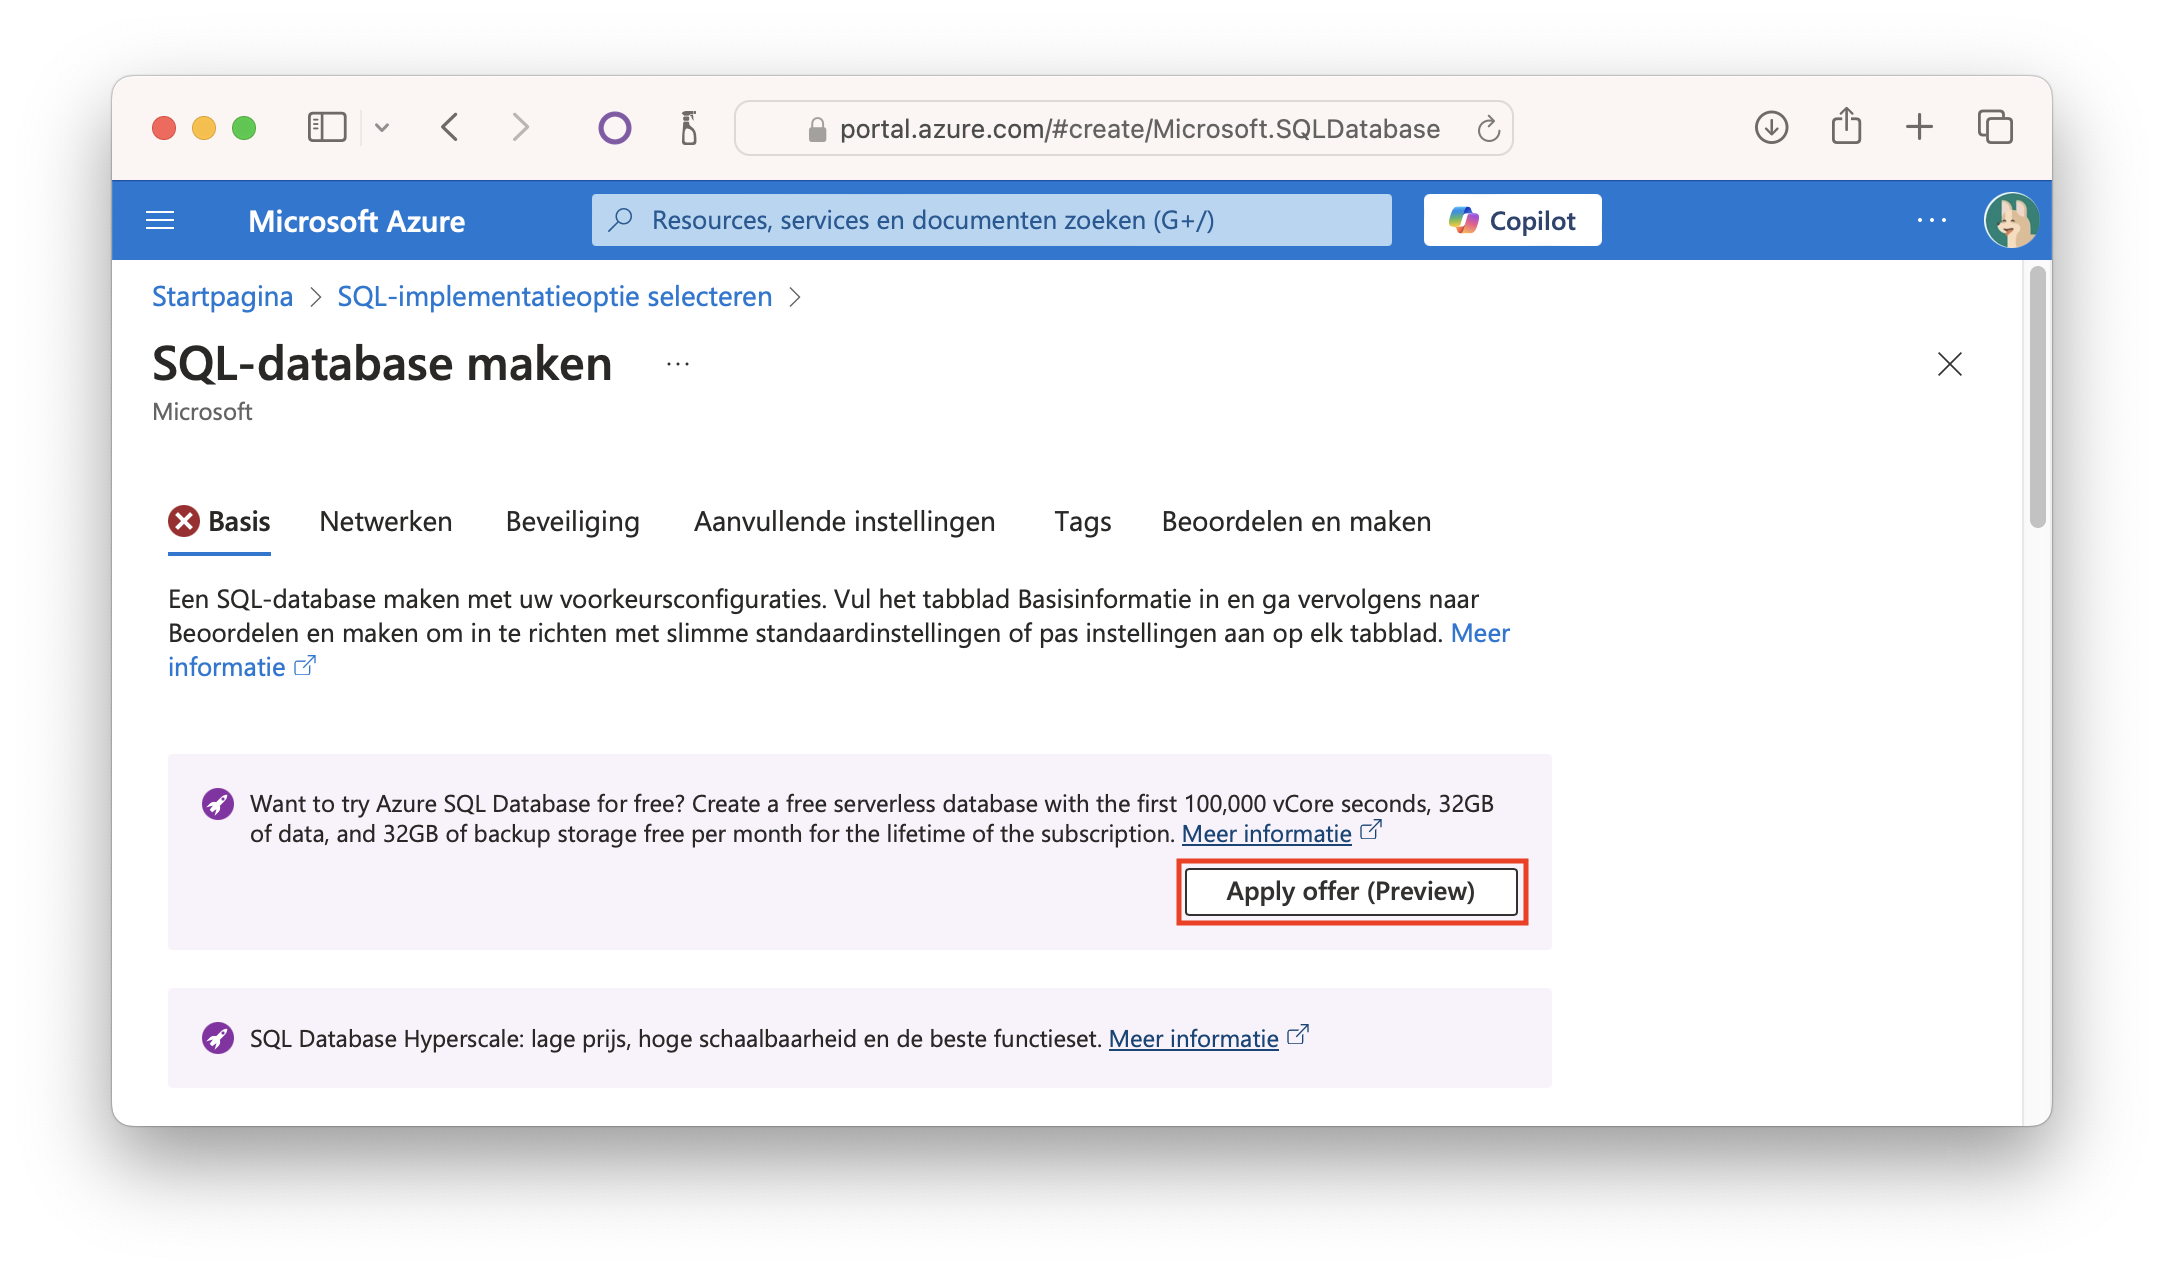 portal.azure.com/#create/Microsoft.SQLDatabase
Microsoft Azure
Resources, services en documenten zoeken (G+/)
Copilot
Startpagina > SQL-implementatieoptie selecteren >
SQL-database maken ...
Microsoft
Basis Netwerken Beveiliging Aanvullende instellingen Tags Beoordelen en maken
Een SQL-database maken met uw voorkeursconfiguraties. Vul het tabblad Basisinformatie in en ga vervolgens naar
Beoordelen en maken om in te richten met slimme standaardinstellingen of pas instellingen aan op elk tabblad. Meer
informatie
Want to try Azure SQL Database for free? Create a free serverless database with the first 100,000 vCore seconds, 32GB
of data, and 32GB of backup storage free per month for the lifetime of the subscription. Meer informatie
Apply offer (Preview)
SQL Database Hyperscale: lage prijs, hoge schaalbaarheid en de beste functieset. Meer informatie